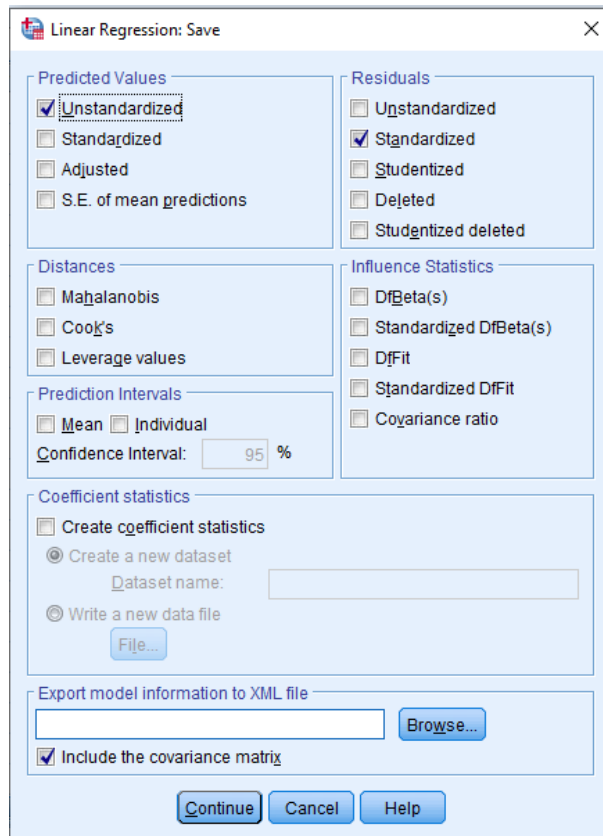 Linear Regression: Save
Predicted Values
Unstandardized
Standardized
Adjusted
S.E. of mean predictions
Residuals
Unstandardized
Standardized
Studentized
Deleted
Studentized deleted
Distances
Mahalanobis
Cook's
Leverage values
Influence Statistics
DfBeta(s)
Standardized DfBeta(s)
DfFit
Standardized DfFit
Covariance ratio
Prediction Intervals
Mean Individual
Confidence Interval: 95 %
Coefficient statistics
Create coefficient statistics
Create a new dataset
Dataset name:
Write a new data file
File...
Export model information to XML file
Browse...
Include the covariance matrix
Continue Cancel Help